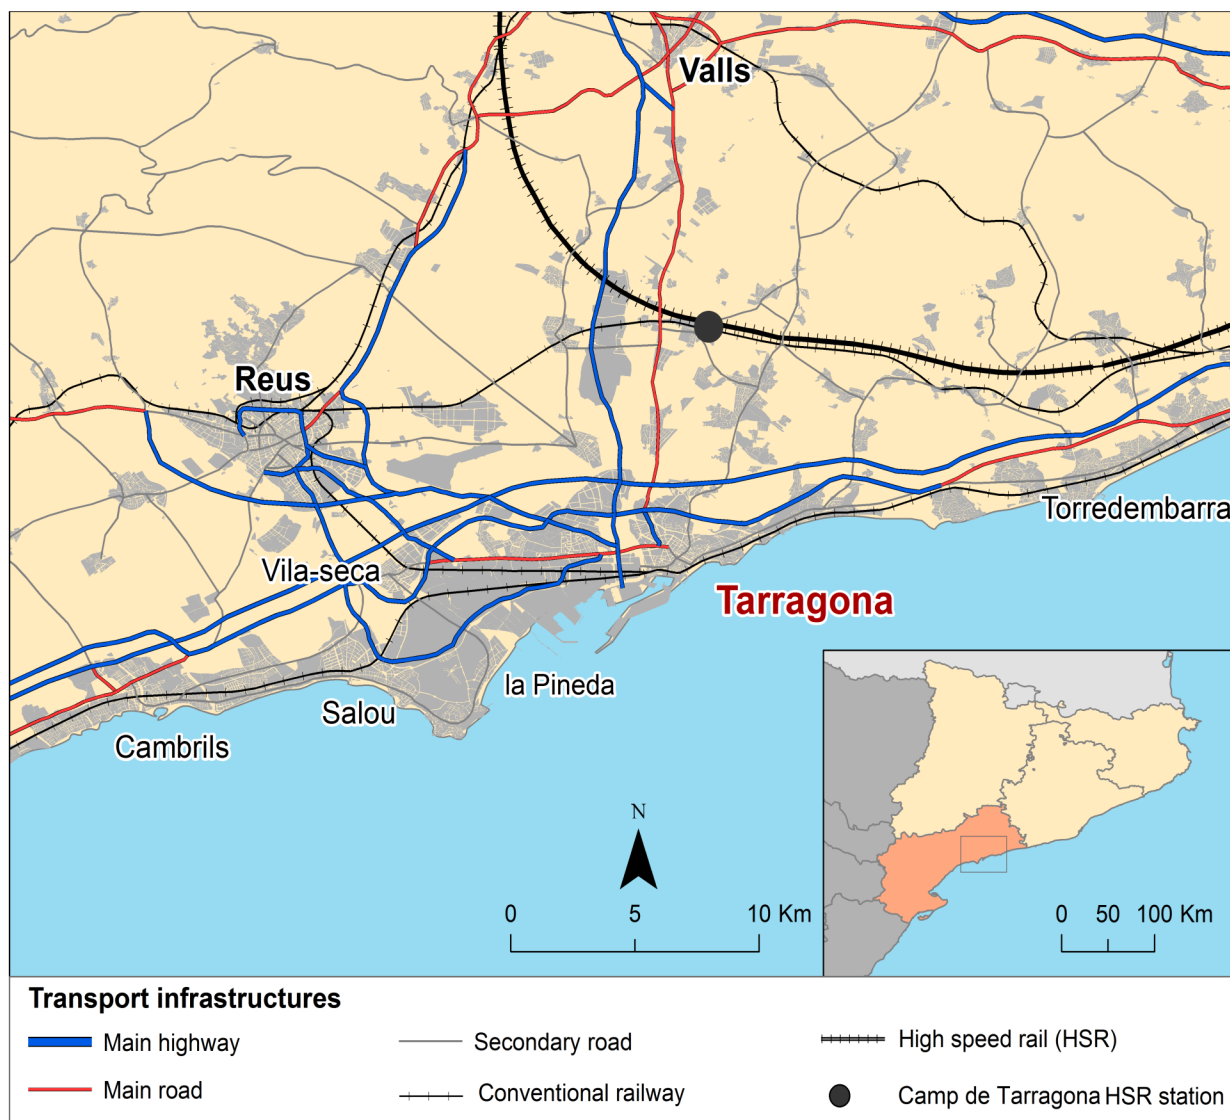 Valls
Reus
Torredembarra
Vila-seca
Tarragona
la Pineda
Salou
Cambrils
N
0 5 10 Km
0 50 100 Km
Transport infrastructures
Main highway
Secondary road
High speed rail (HSR)
Main road
Conventional railway
Camp de Tarragona HSR station